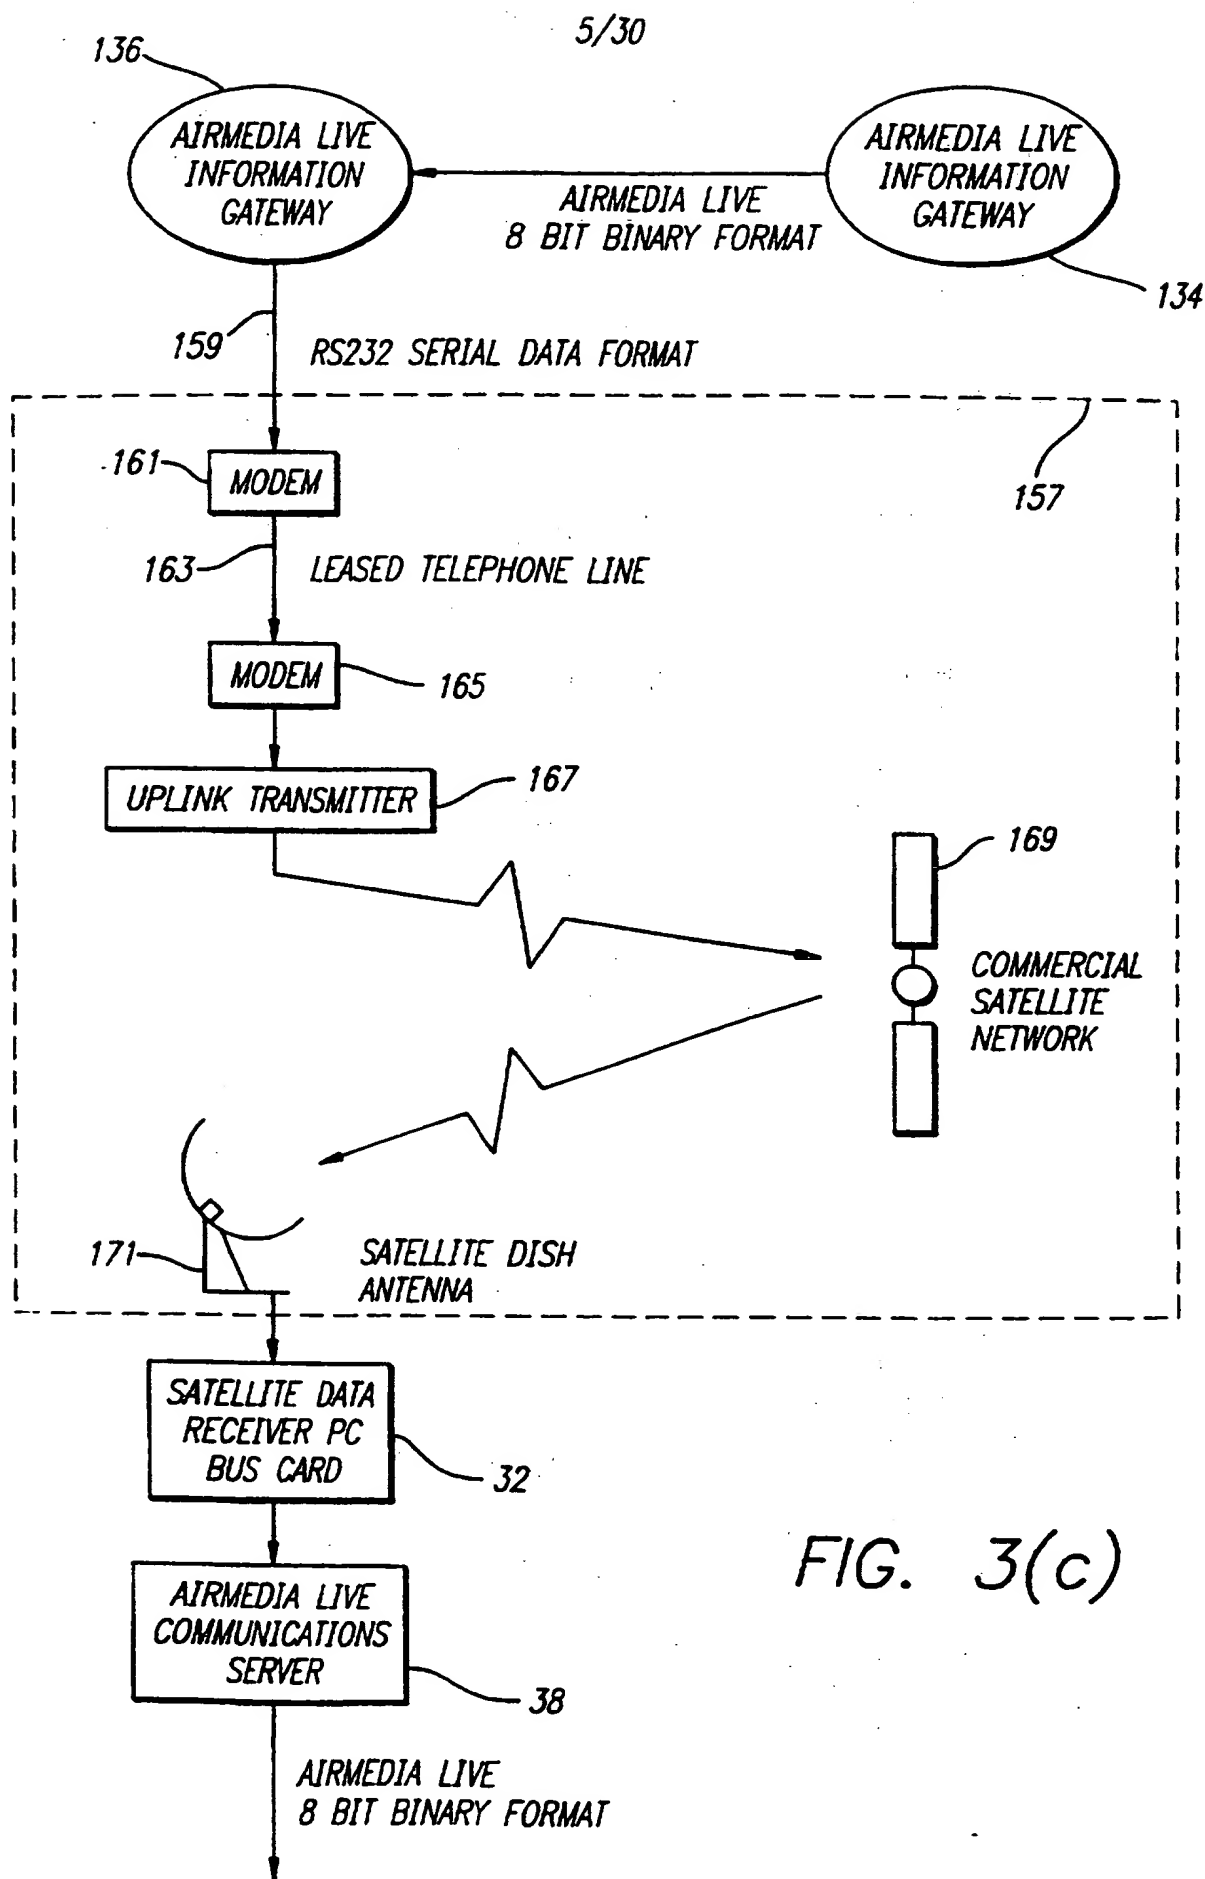 5/30
136
AIRMEDIA LIVE
INFORMATION
GATEWAY
AIRMEDIA LIVE
INFORMATION
GATEWAY
AIRMEDIA LIVE
8 BIT BINARY FORMAT
134
159
RS232 SERIAL DATA FORMAT
161
MODEM
157
163
LEASED TELEPHONE LINE
MODEM
165
UPLINK TRANSMITTER
167
169
COMMERCIAL
SATELLITE
NETWORK
171
SATELLITE DISH
ANTENNA
SATELLITE DATA
RECEIVER PC
BUS CARD
32
AIRMEDIA LIVE
COMMUNICATIONS
SERVER
38
FIG. 3(c)
AIRMEDIA LIVE
8 BIT BINARY FORMAT